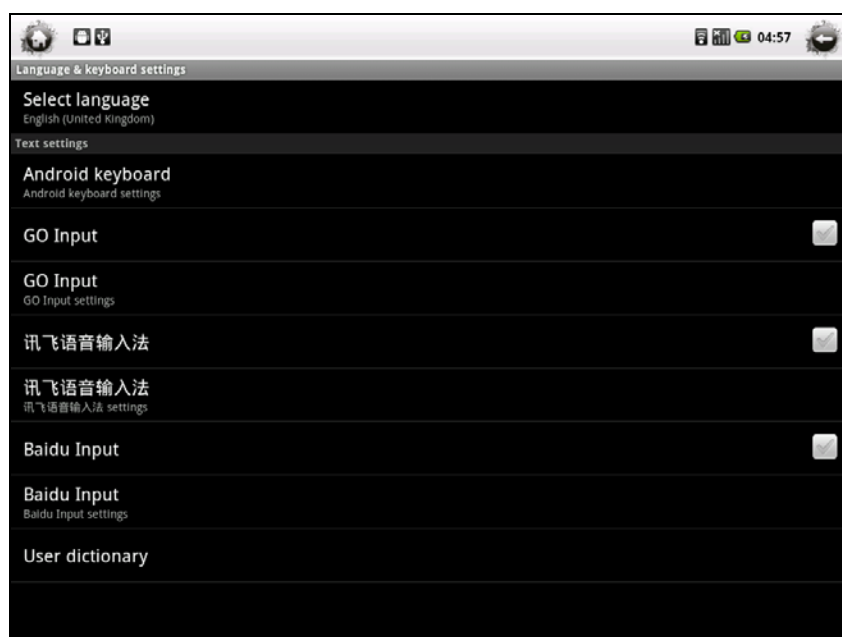 04:57
Language & keyboard settings
Select language
English (United Kingdom)
Text settings
Android keyboard
Android keyboard settings
GO Input
GO Input
GO Input settings
讯飞语音输入法
讯飞语音输入法
讯飞语音输入法 settings
Baidu Input
Baidu Input
Baidu Input settings
User dictionary